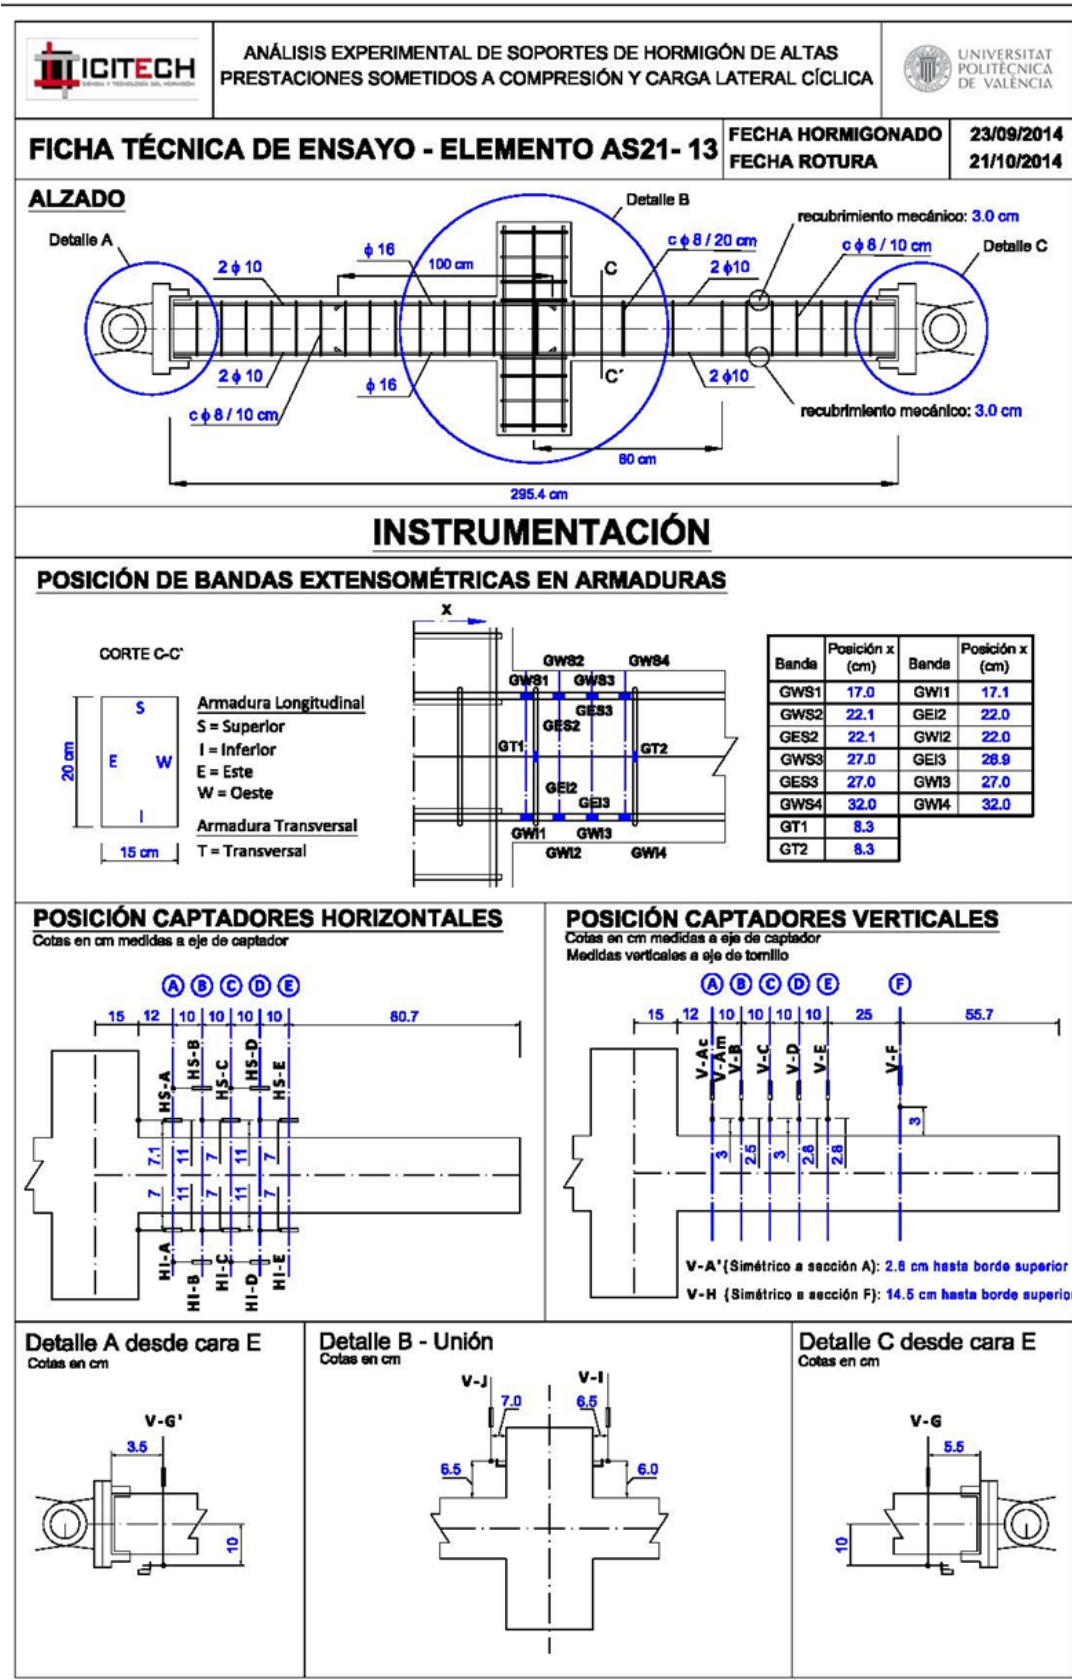 ICITECH
ANÁLISIS EXPERIMENTAL DE SOPORTES DE HORMIGÓN DE ALTAS
PRESTACIONES SOMETIDOS A COMPRESIÓN Y CARGA LATERAL CÍCLICA
UNIVERSITAT
POLITÈCNICA
DE VALÈNCIA
FICHA TÉCNICA DE ENSAYO - ELEMENTO AS21- 13
FECHA HORMIGONADO 23/09/2014
FECHA ROTURA 21/10/2014
ALZADO
Detalle A
Detalle B
recubrimiento mecánico: 3.0 cm
Detalle C
2 ϕ 10
ϕ 16
100 cm
C
c ϕ 8 / 20 cm
2 ϕ10
c ϕ 8 / 10 cm
2 ϕ 10
ϕ 16
C´
2 ϕ10
c ϕ 8 / 10 cm
recubrimiento mecánico: 3.0 cm
80 cm
295.4 cm
INSTRUMENTACIÓN
POSICIÓN DE BANDAS EXTENSOMÉTRICAS EN ARMADURAS
CORTE C-C`
S
E W
I
20 cm
15 cm
Armadura Longitudinal
S = Superior
I = Inferior
E = Este
W = Oeste
Armadura Transversal
T = Transversal
X
GWS2 GWS4
GWS1 GWS3
GES3
GES2
GT1 GT2
GEI2
GEI3
GWI1 GWI3
GWI2 GWI4
Banda Posición x (cm) Banda Posición x (cm)
GWS1 17.0 GWI1 17.1
GWS2 22.1 GEI2 22.0
GES2 22.1 GWI2 22.0
GWS3 27.0 GEI3 26.9
GES3 27.0 GWI3 27.0
GWS4 32.0 GWI4 32.0
GT1 8.3
GT2 8.3
POSICIÓN CAPTADORES HORIZONTALES
Cotas en cm medidas a eje de captador
A B C D E
15 12 10 10 10 10 80.7
HS-A HS-B HS-C HS-D HS-E
7.1 11 7 11 7
7 11 7 11 7
HI-A HI-B HI-C HI-D HI-E
POSICIÓN CAPTADORES VERTICALES
Cotas en cm medidas a eje de captador
Medidas verticales a eje de tornillo
A B C D E F
15 12 10 10 10 10 25 55.7
V-Ac V-Am V-B V-C V-D V-E V-F
3 2.5 3 2.8 2.8 3
V-A'(Simétrico a sección A): 2.6 cm hasta borde superior
V-H (Simétrico a sección F): 14.5 cm hasta borde superior
Detalle A desde cara E
Cotas en cm
V-G'
3.5
10
Detalle B - Unión
Cotas en cm
V-J V-I
7.0 6.5
6.5 6.0
Detalle C desde cara E
Cotas en cm
V-G
5.5
10